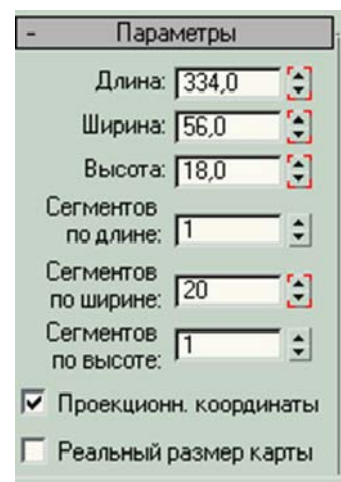 - Параметры
Длина: 334,0
Ширина: 56,0
Высота: 18,0
Сегментов
по длине: 1
Сегментов
по ширине: 20
Сегментов
по высоте: 1
Проекционн. координаты
Реальный размер карты